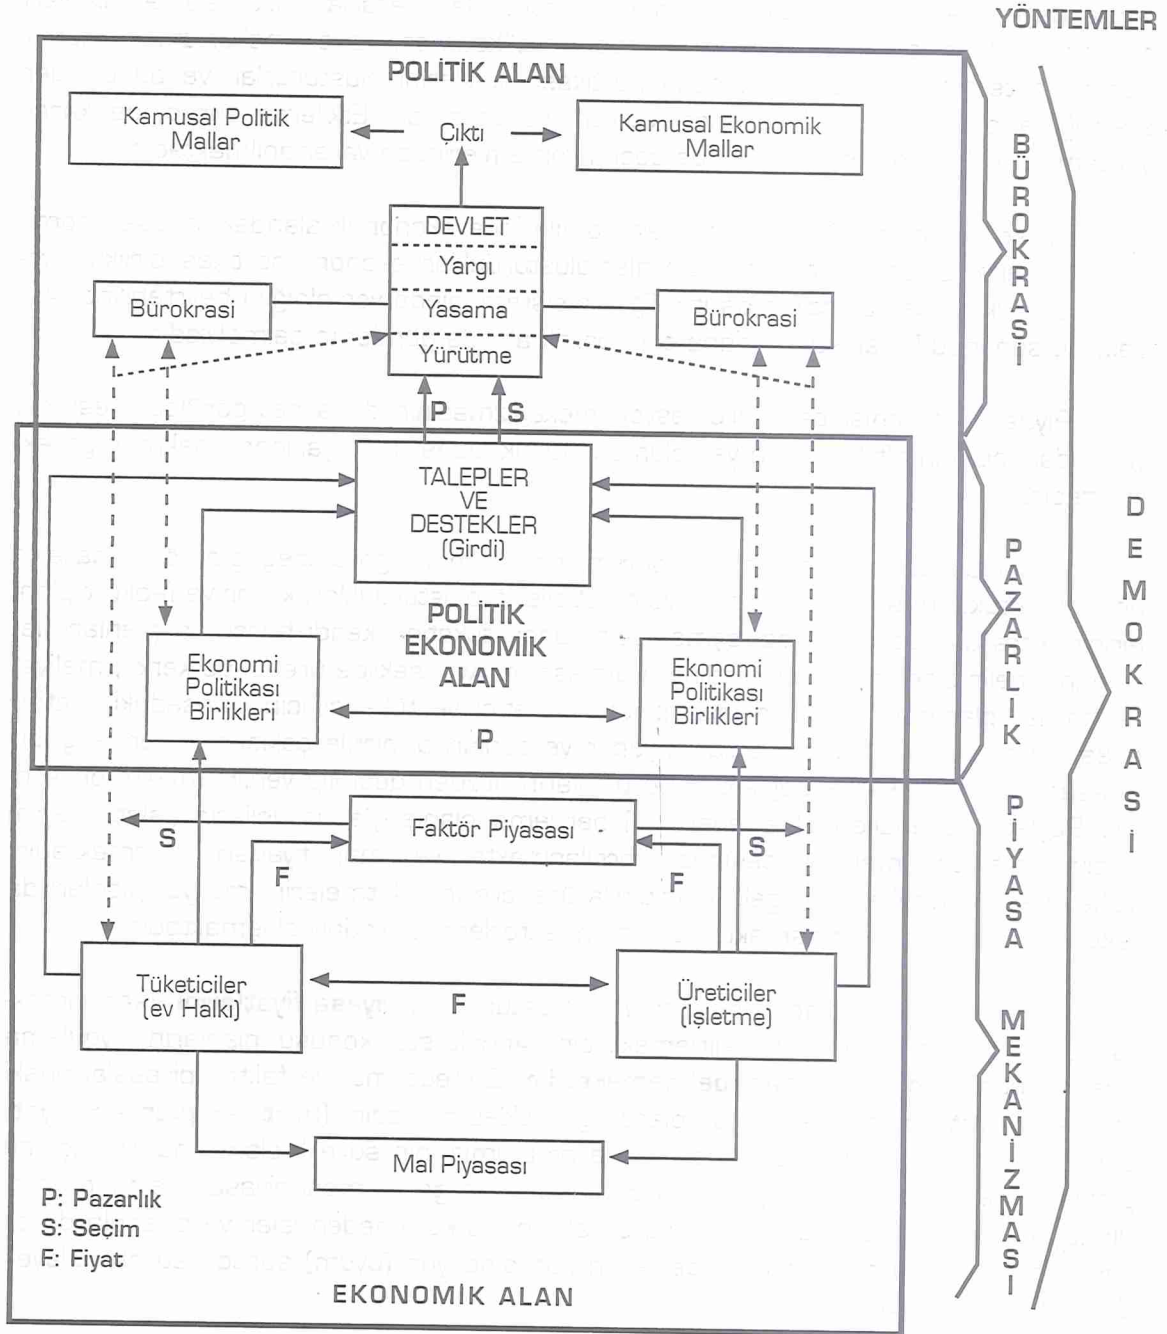 YÖNTEMLER
POLİTİK ALAN
Kamusal Politik
Mallar
Çıktı
Kamusal Ekonomik
Mallar
DEVLET
Yargı
Yasama
Yürütme
Bürokrasi
Bürokrasi
P
S
TALEPLER
VE
DESTEKLER
(Girdi)
POLİTİK
EKONOMİK
ALAN
Ekonomi
Politikası
Birlikleri
Ekonomi
Politikası
Birlikleri
P
Faktör Piyasası
S
S
F
F
Tüketiciler
(ev Halkı)
F
Üreticiler
(İşletme)
Mal Piyasası
P: Pazarlık
S: Seçim
F: Fiyat
EKONOMİK ALAN
BÜROKRASİ
PAZARLIK
PİYASA MEKANİZMASI
DEMOKRASİ